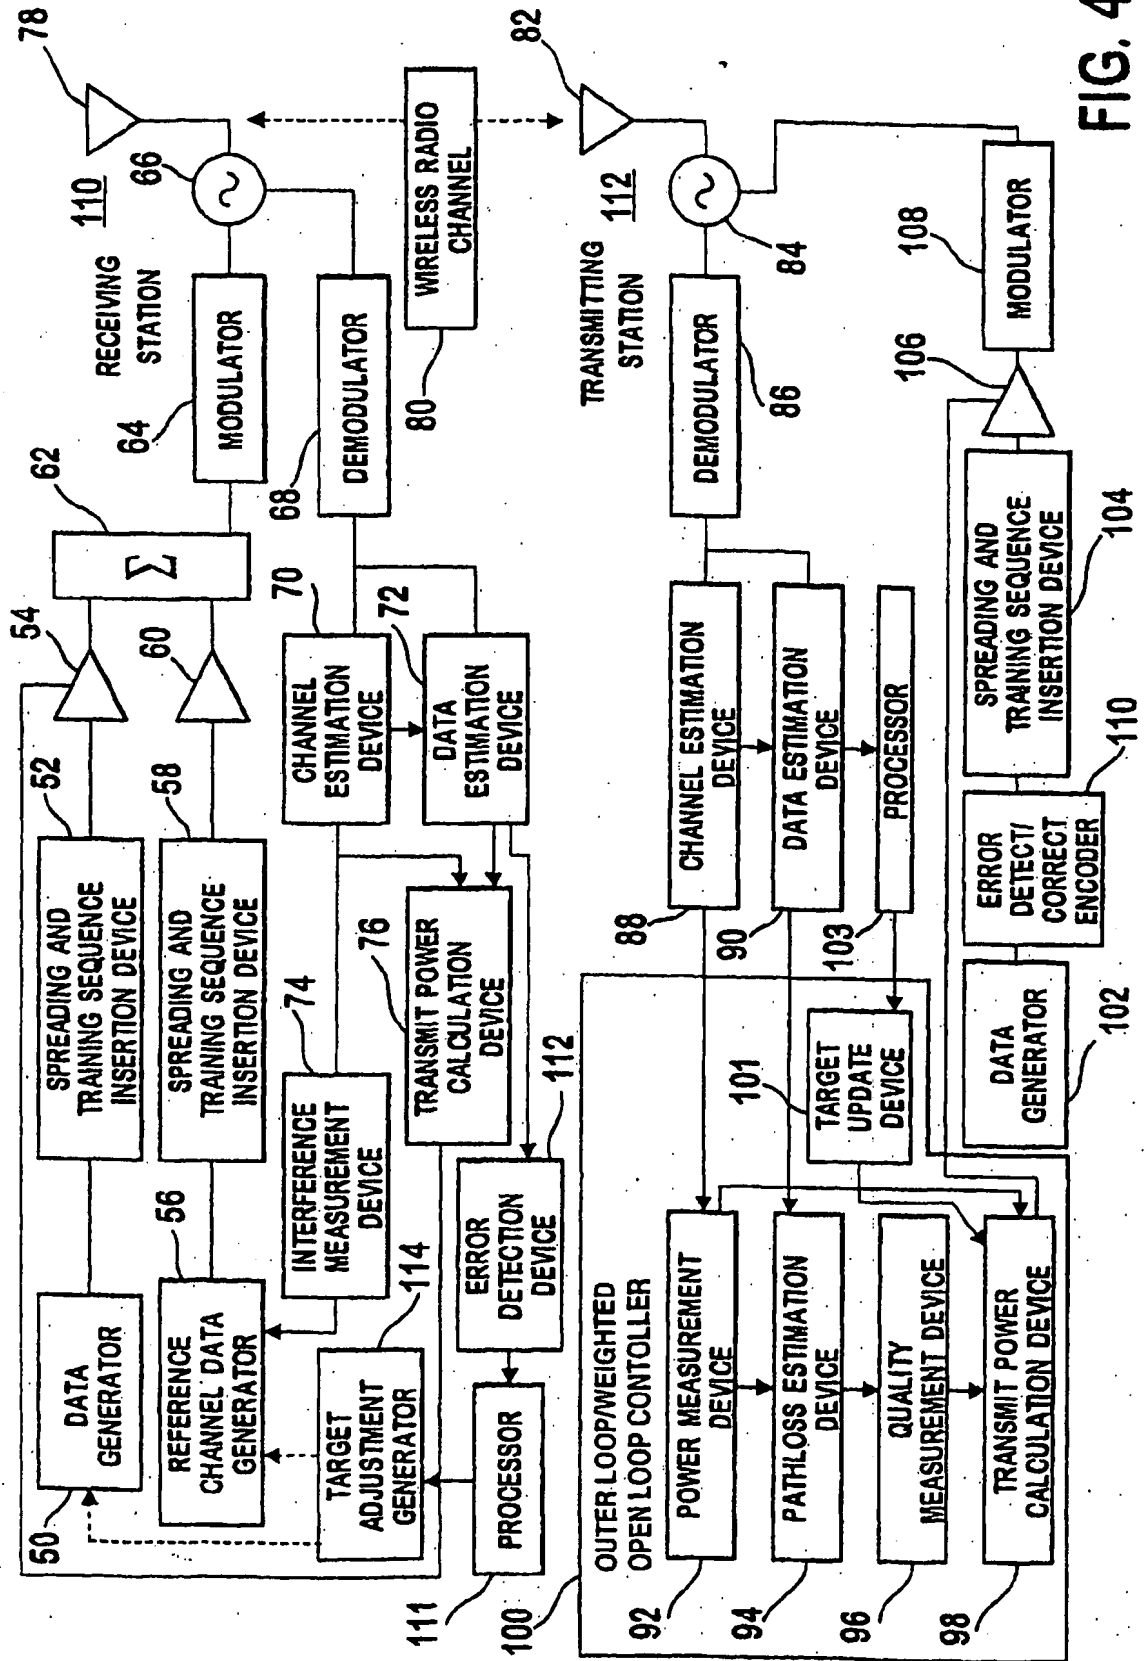 78
110
66
RECEIVING
STATION
64
MODULATOR
62
Σ
54
60
52
SPREADING AND
TRAINING SEQUENCE
INSERTION DEVICE
58
SPREADING AND
TRAINING SEQUENCE
INSERTION DEVICE
50
DATA
GENERATOR
56
REFERENCE
CHANNEL DATA
GENERATOR
68
DEMODULATOR
70
CHANNEL
ESTIMATION
DEVICE
72
DATA
ESTIMATION
DEVICE
74
INTERFERENCE
MEASUREMENT
DEVICE
76
TRANSMIT POWER
CALCULATION
DEVICE
112
ERROR
DETECTION
DEVICE
111
PROCESSOR
114
TARGET
ADJUSTMENT
GENERATOR
80
WIRELESS RADIO
CHANNEL
82
112
84
TRANSMITTING
STATION
86
DEMODULATOR
88
CHANNEL ESTIMATION
DEVICE
90
DATA ESTIMATION
DEVICE
103
PROCESSOR
101
TARGET
UPDATE
DEVICE
100
OUTER LOOP/WEIGHTED
OPEN LOOP CONTOLLER
92
POWER MEASUREMENT
DEVICE
94
PATHLOSS ESTIMATION
DEVICE
96
QUALITY
MEASUREMENT DEVICE
98
TRANSMIT POWER
CALCULATION DEVICE
102
DATA
GENERATOR
110
ERROR
DETECT/
CORRECT
ENCODER
104
SPREADING AND
TRAINING SEQUENCE
INSERTION DEVICE
106
108
MODULATOR
FIG. 4